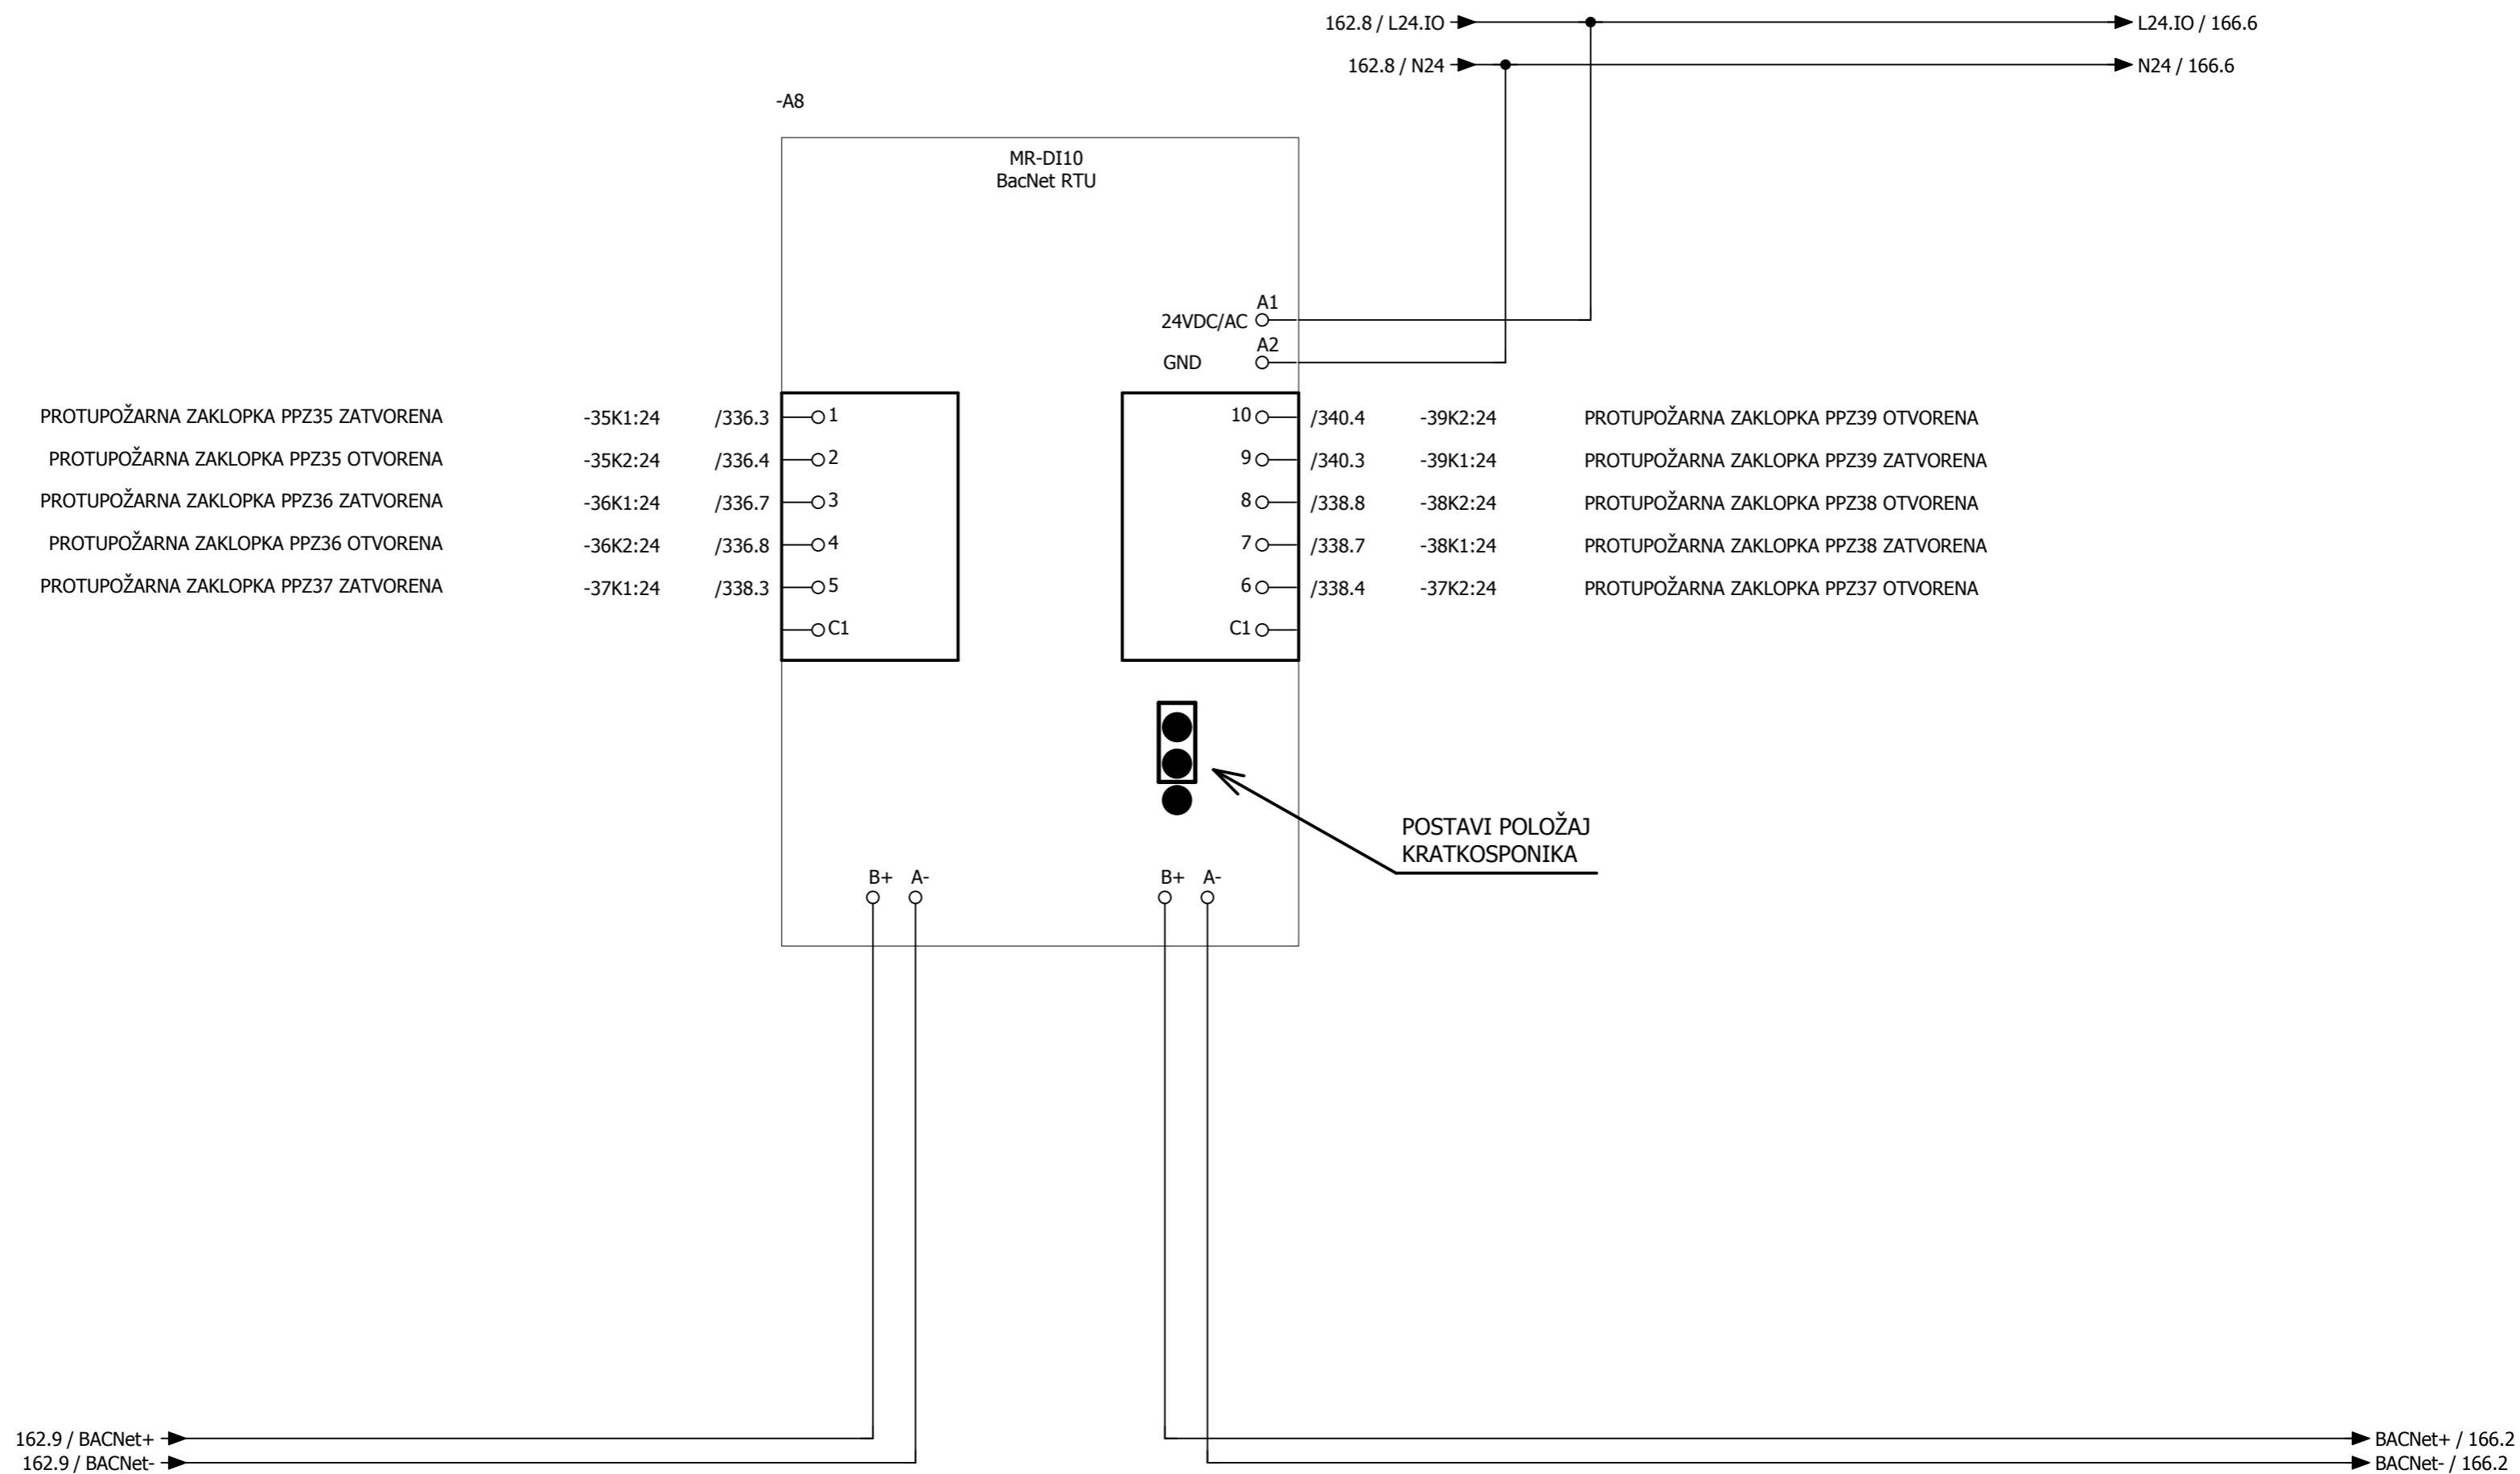 162.8 / L24.IO
L24.IO / 166.6
162.8 / N24
N24 / 166.6
-A8
MR-DI10
BacNet RTU
A1
24VDC/AC
A2
GND
PROTUPOŽARNA ZAKLOPKA PPZ35 ZATVORENA -35K1:24 /336.3 1
PROTUPOŽARNA ZAKLOPKA PPZ35 OTVORENA -35K2:24 /336.4 2
PROTUPOŽARNA ZAKLOPKA PPZ36 ZATVORENA -36K1:24 /336.7 3
PROTUPOŽARNA ZAKLOPKA PPZ36 OTVORENA -36K2:24 /336.8 4
PROTUPOŽARNA ZAKLOPKA PPZ37 ZATVORENA -37K1:24 /338.3 5
C1
10 /340.4 -39K2:24 PROTUPOŽARNA ZAKLOPKA PPZ39 OTVORENA
9 /340.3 -39K1:24 PROTUPOŽARNA ZAKLOPKA PPZ39 ZATVORENA
8 /338.8 -38K2:24 PROTUPOŽARNA ZAKLOPKA PPZ38 OTVORENA
7 /338.7 -38K1:24 PROTUPOŽARNA ZAKLOPKA PPZ38 ZATVORENA
6 /338.4 -37K2:24 PROTUPOŽARNA ZAKLOPKA PPZ37 OTVORENA
C1
POSTAVI POLOŽAJ
KRATKOSPONIKA
B+ A-
B+ A-
162.9 / BACNet+
162.9 / BACNet-
BACNet+ / 166.2
BACNet- / 166.2